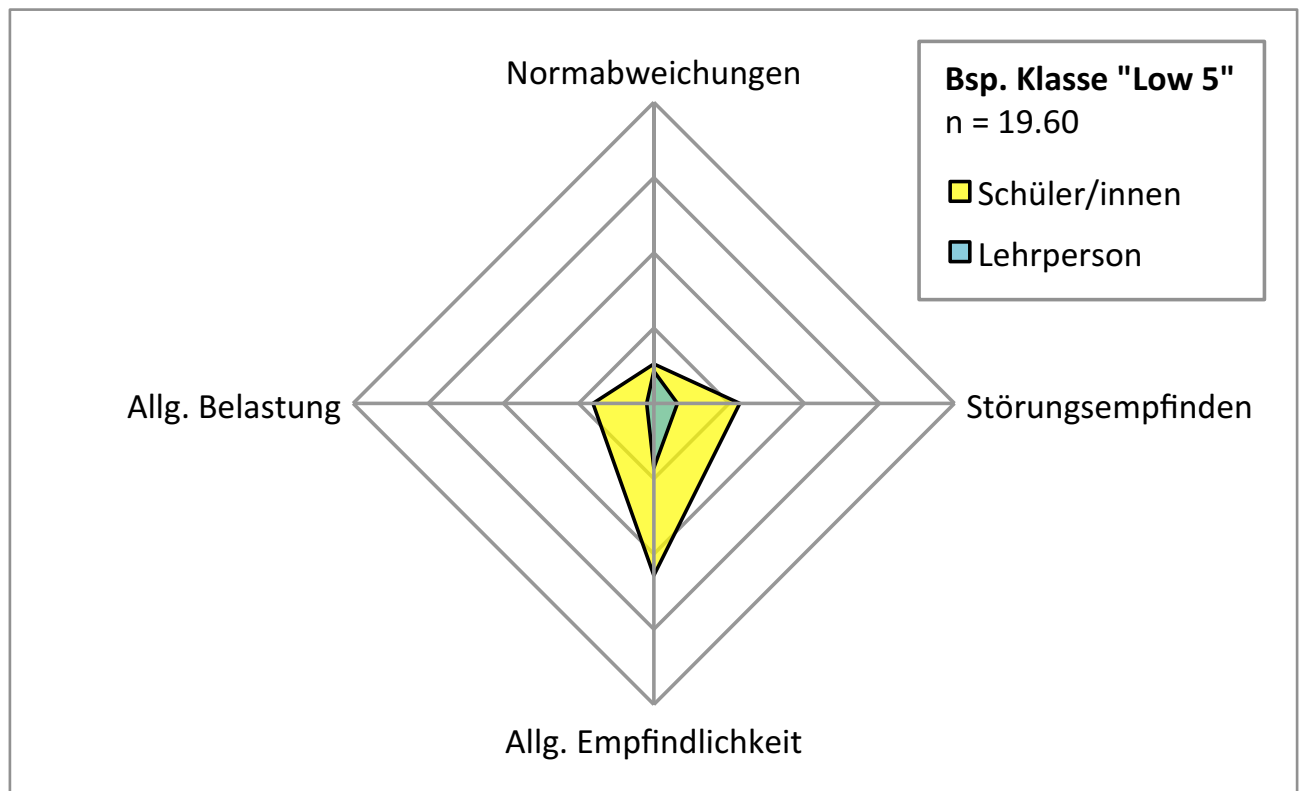 Normabweichungen
Bsp. Klasse "Low 5"
n = 19.60
Schüler/innen
Lehrperson
Allg. Belastung
Störungsempfinden
Allg. Empfindlichkeit